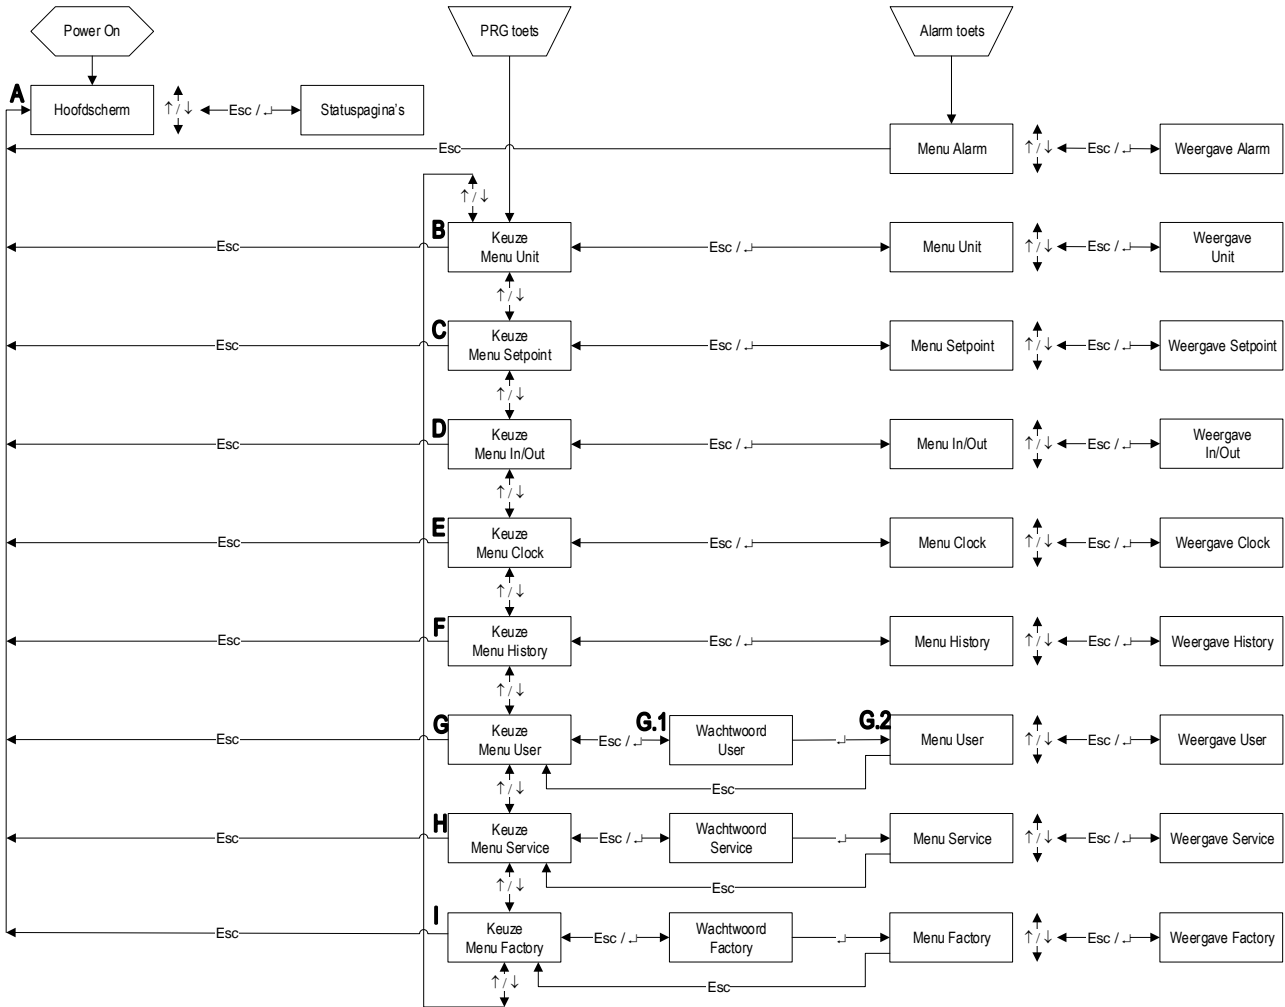 Power On
PRG toets
Alarm toets
A
Hoofdscherm
↑ / ↓
Esc / ↵
Statuspagina's
Esc
Menu Alarm
↑ / ↓
Esc / ↵
Weergave Alarm
↑ / ↓
B
Esc
Keuze
Menu Unit
Esc / ↵
Menu Unit
↑ / ↓
Esc / ↵
Weergave
Unit
↑ / ↓
C
Esc
Keuze
Menu Setpoint
Esc / ↵
Menu Setpoint
↑ / ↓
Esc / ↵
Weergave Setpoint
↑ / ↓
D
Esc
Keuze
Menu In/Out
Esc / ↵
Menu In/Out
↑ / ↓
Esc / ↵
Weergave
In/Out
↑ / ↓
E
Esc
Keuze
Menu Clock
Esc / ↵
Menu Clock
↑ / ↓
Esc / ↵
Weergave Clock
↑ / ↓
F
Esc
Keuze
Menu History
Esc / ↵
Menu History
↑ / ↓
Esc / ↵
Weergave History
↑ / ↓
G
Esc
Keuze
Menu User
Esc / ↵
G.1
Wachtwoord
User
↵
G.2
Menu User
↑ / ↓
Esc / ↵
Weergave User
Esc
↑ / ↓
H
Esc
Keuze
Menu Service
Esc / ↵
Wachtwoord
Service
↵
Menu Service
↑ / ↓
Esc / ↵
Weergave Service
Esc
↑ / ↓
I
Esc
Keuze
Menu Factory
Esc / ↵
Wachtwoord
Factory
↵
Menu Factory
↑ / ↓
Esc / ↵
Weergave Factory
Esc
↑ / ↓